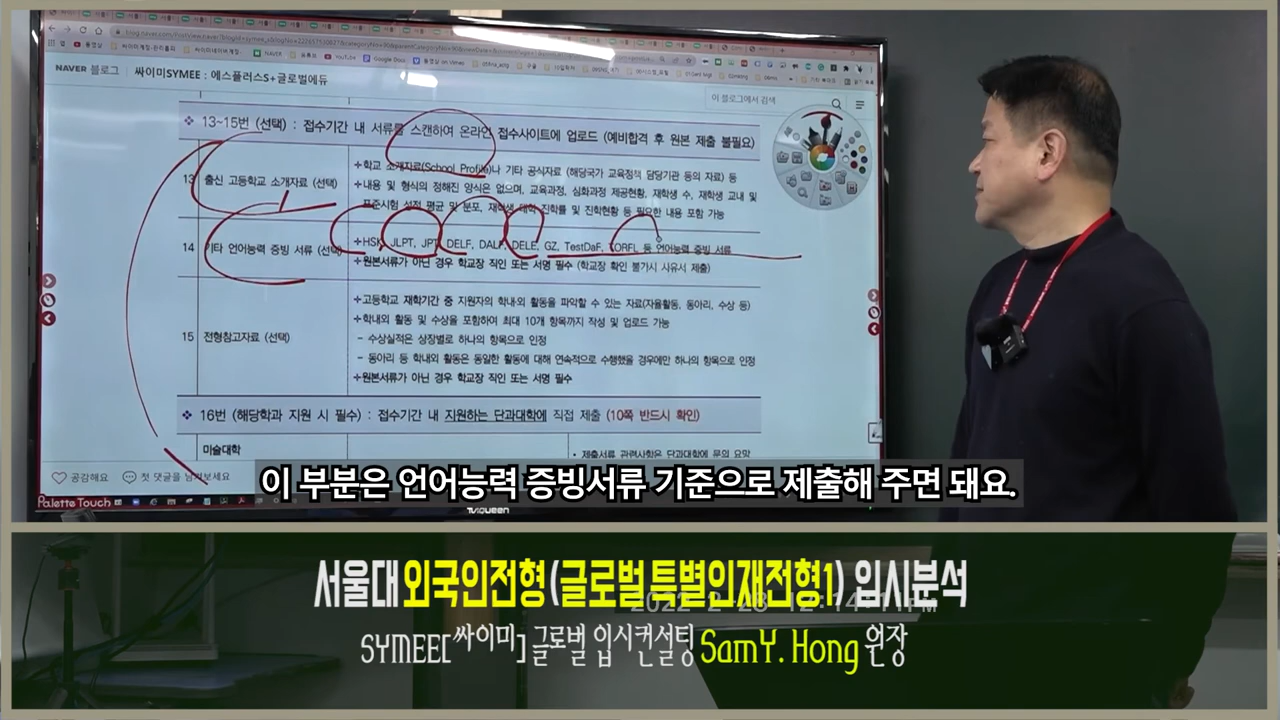 NAVER 블로그 싸이미SYMEE : 에스플러스S+글로벌에듀
이 블로그에서 검색
❖ 13~15번 (선택) : 접수기간 내 서류를 스캔하여 온라인 접수사이트에 업로드 (예비합격 후 원본 제출 불필요)
13 출신 고등학교 소개자료 (선택)
✢학교 소개자료(School Profile)나 기타 공식자료 (해당국가 교육정책 담당기관 등의 자료) 등
✢내용 및 형식의 정해진 양식은 없으며, 교육과정, 심화과정 제공현황, 재학생 수, 재학생 교내 및
표준시험 성적 평균 및 분포, 재학생 대학 진학률 및 진학현황 등 필요한 내용 포함 가능
14 기타 언어능력 증빙 서류 (선택)
✢HSK, JLPT, JPT, DELF, DALF, DELE, GZ, TestDaF, TORFL 등 언어능력 증빙 서류
✢원본서류가 아닌 경우 학교장 직인 또는 서명 필수 (학교장 확인 불가시 사유서 제출)
15 전형참고자료 (선택)
✢고등학교 재학기간 중 지원자의 학내·외 활동을 파악할 수 있는 자료(자율활동, 동아리, 수상 등)
✢학내외 활동 및 수상을 포함하여 최대 10개 항목까지 작성 및 업로드 가능
- 수상실적은 상장별로 하나의 항목으로 인정
- 동아리 등 학내외 활동은 동일한 활동에 대해 연속적으로 수행했을 경우에만 하나의 항목으로 인정
✢원본서류가 아닌 경우 학교장 직인 또는 서명 필수
❖ 16번 (해당학과 지원 시 필수) : 접수기간 내 지원하는 단과대학에 직접 제출 (10쪽 반드시 확인)
미술대학
• 제출서류 관련사항은 단과대학에 문의 요망
공감해요 첫 댓글을 남겨보세요
이 부분은 언어능력 증빙서류 기준으로 제출해 주면 돼요.
PaletteTouch
서울대 외국인전형 (글로벌 특별인재전형1) 입시분석
SYMEE[싸이미] 글로벌 입시컨설팅 Sam Y. Hong 원장